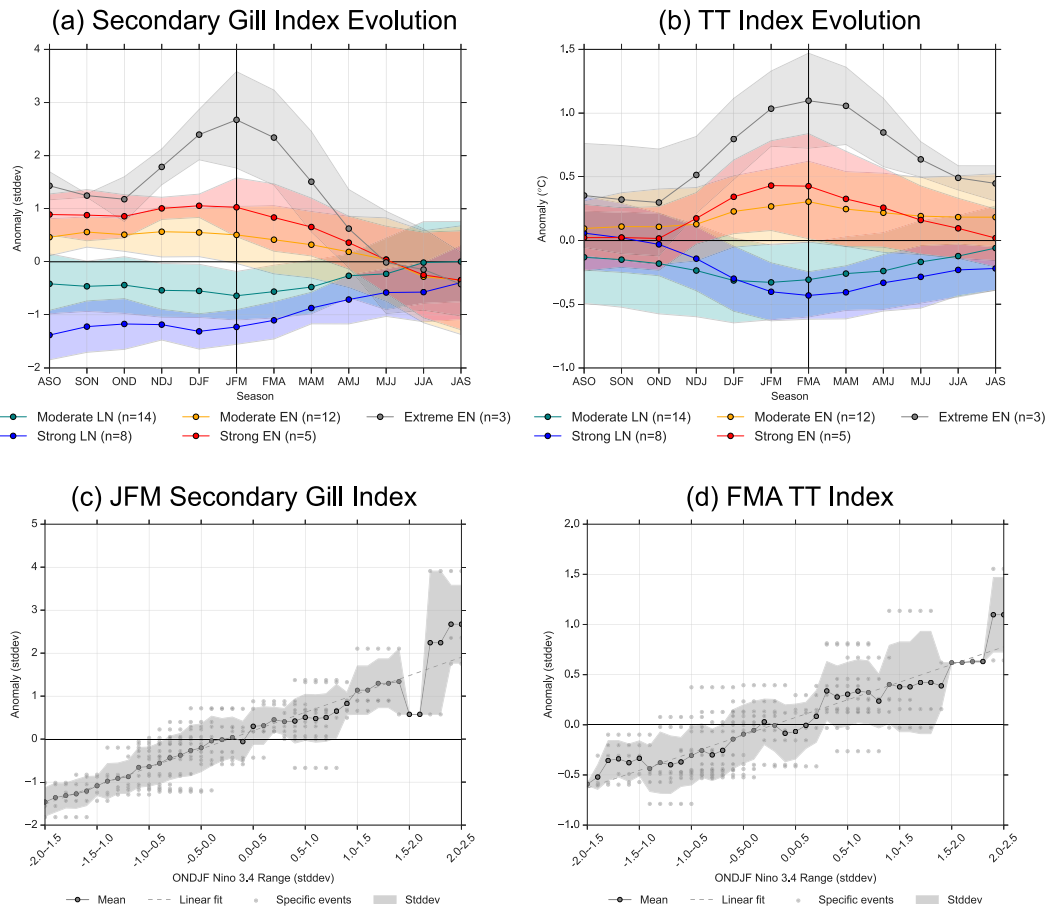 (a) Secondary Gill Index Evolution
(b) TT Index Evolution
4
3
2
1
0
−1
−2
Anomaly (stddev)
ASO SON OND NDJ DJF JFM FMA MAM AMJ MJJ JJA JAS
Season
1.5
1.0
0.5
0.0
−0.5
−1.0
Anomaly (°C)
ASO SON OND NDJ DJF JFM FMA MAM AMJ MJJ JJA JAS
Season
Moderate LN (n=14) Moderate EN (n=12) Extreme EN (n=3)
Strong LN (n=8) Strong EN (n=5)
Moderate LN (n=14) Moderate EN (n=12) Extreme EN (n=3)
Strong LN (n=8) Strong EN (n=5)
(c) JFM Secondary Gill Index
(d) FMA TT Index
5
4
3
2
1
0
−1
−2
Anomaly (stddev)
-2.0--1.5 -1.5--1.0 -1.0--0.5 -0.5-0.0 0.0-0.5 0.5-1.0 1.0-1.5 1.5-2.0 2.0-2.5
ONDJF Nino 3.4 Range (stddev)
Mean Linear fit Specific events Stddev
2.0
1.5
1.0
0.5
0.0
−0.5
−1.0
Anomaly (stddev)
-2.0--1.5 -1.5--1.0 -1.0--0.5 -0.5-0.0 0.0-0.5 0.5-1.0 1.0-1.5 1.5-2.0 2.0-2.5
ONDJF Nino 3.4 Range (stddev)
Mean Linear fit Specific events Stddev